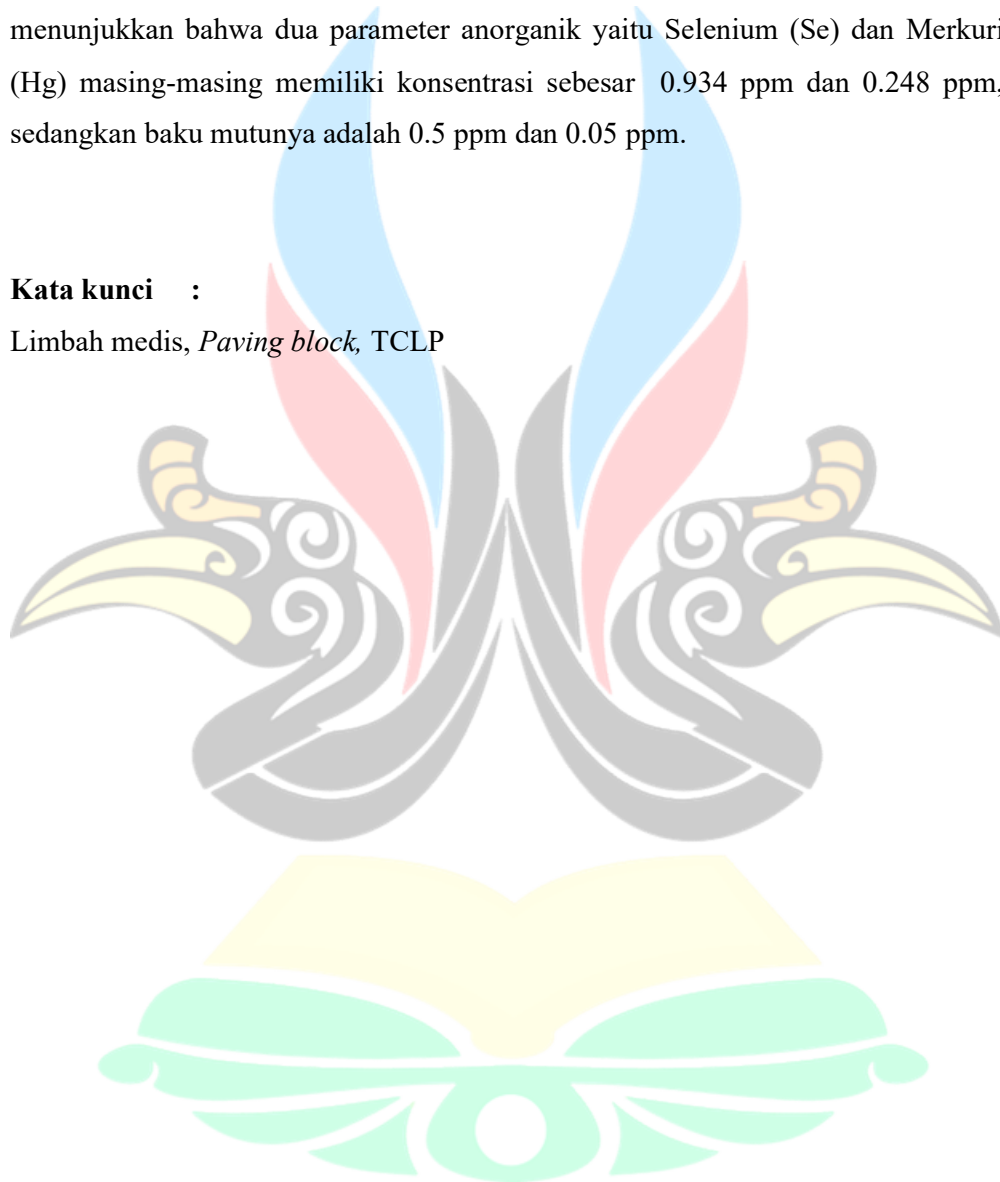 menunjukkan bahwa dua parameter anorganik yaitu Selenium (Se) dan Merkuri
(Hg) masing-masing memiliki konsentrasi sebesar 0.934 ppm dan 0.248 ppm,
sedangkan baku mutunya adalah 0.5 ppm dan 0.05 ppm.
Kata kunci :
Limbah medis, Paving block, TCLP